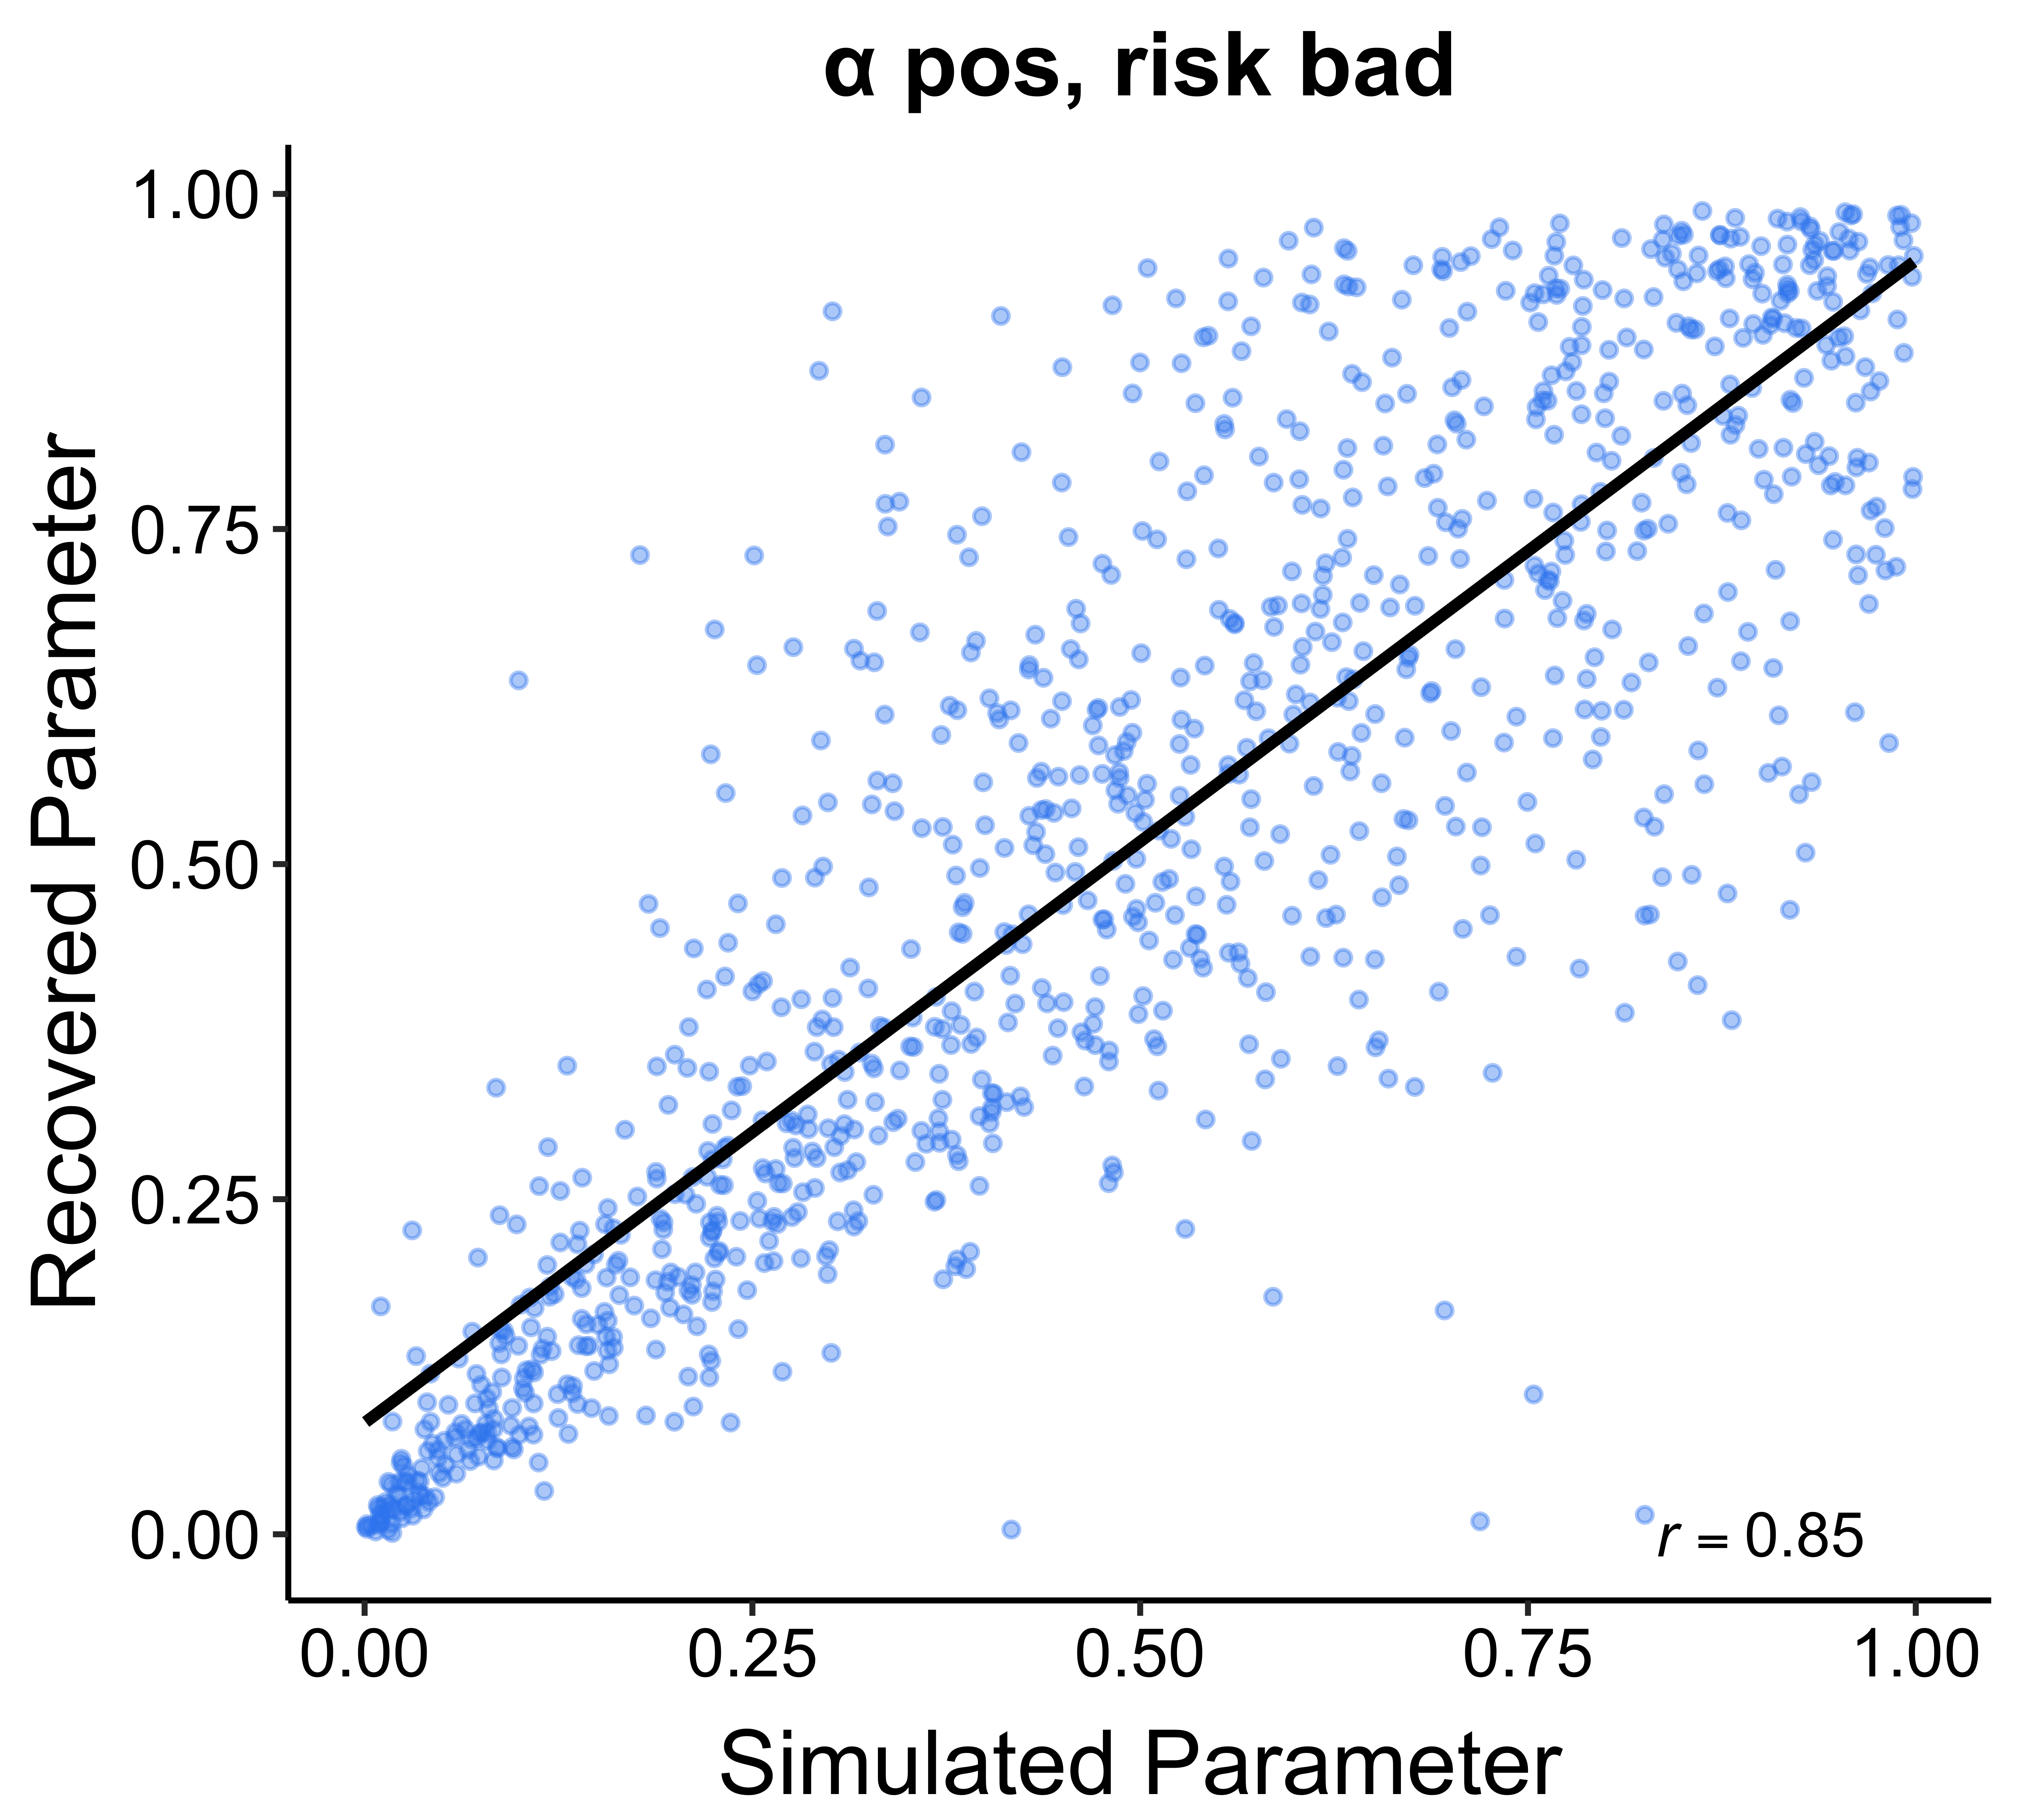 α pos, risk bad
Recovered Parameter
1.00
0.75
0.50
0.25
0.00
r = 0.85
0.00 0.25 0.50 0.75 1.00
Simulated Parameter